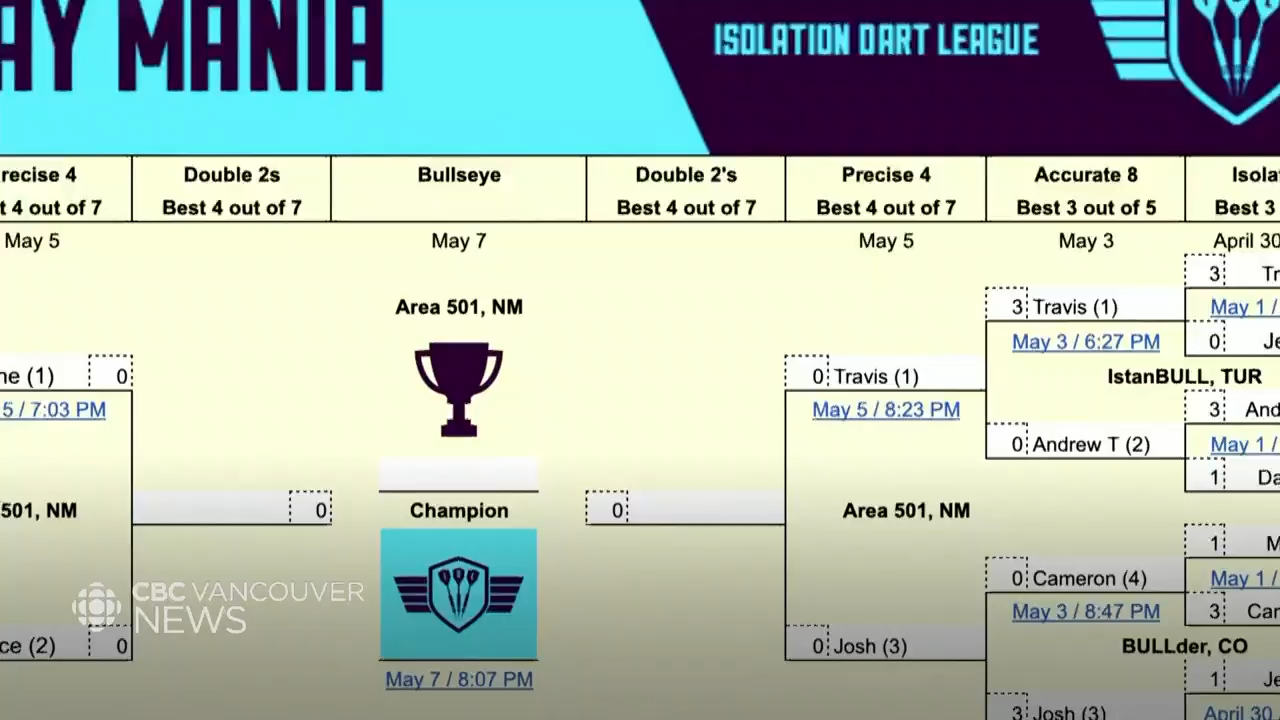 AY MANIA
ISOLATION DART LEAGUE
recise 4 Double 2s Bullseye Double 2's Precise 4 Accurate 8 Isola
t 4 out of 7 Best 4 out of 7 Best 4 out of 7 Best 4 out of 7 Best 3 out of 5 Best 3
May 5 May 7 May 5 May 3 April 30
3 Tr
Area 501, NM 3 Travis (1) May 1 /
May 3 / 6:27 PM 0 Je
ne (1) 0 0 Travis (1) IstanBULL, TUR
5 / 7:03 PM May 5 / 8:23 PM 3 And
0 Andrew T (2) May 1 /
1 Da
501, NM 0 Champion 0 Area 501, NM
1 M
0 Cameron (4) May 1 /
CBC VANCOUVER
NEWS
May 3 / 8:47 PM 3 Car
ce (2) 0 0 Josh (3) BULLder, CO
May 7 / 8:07 PM 1 Je
3 Josh (3) April 30